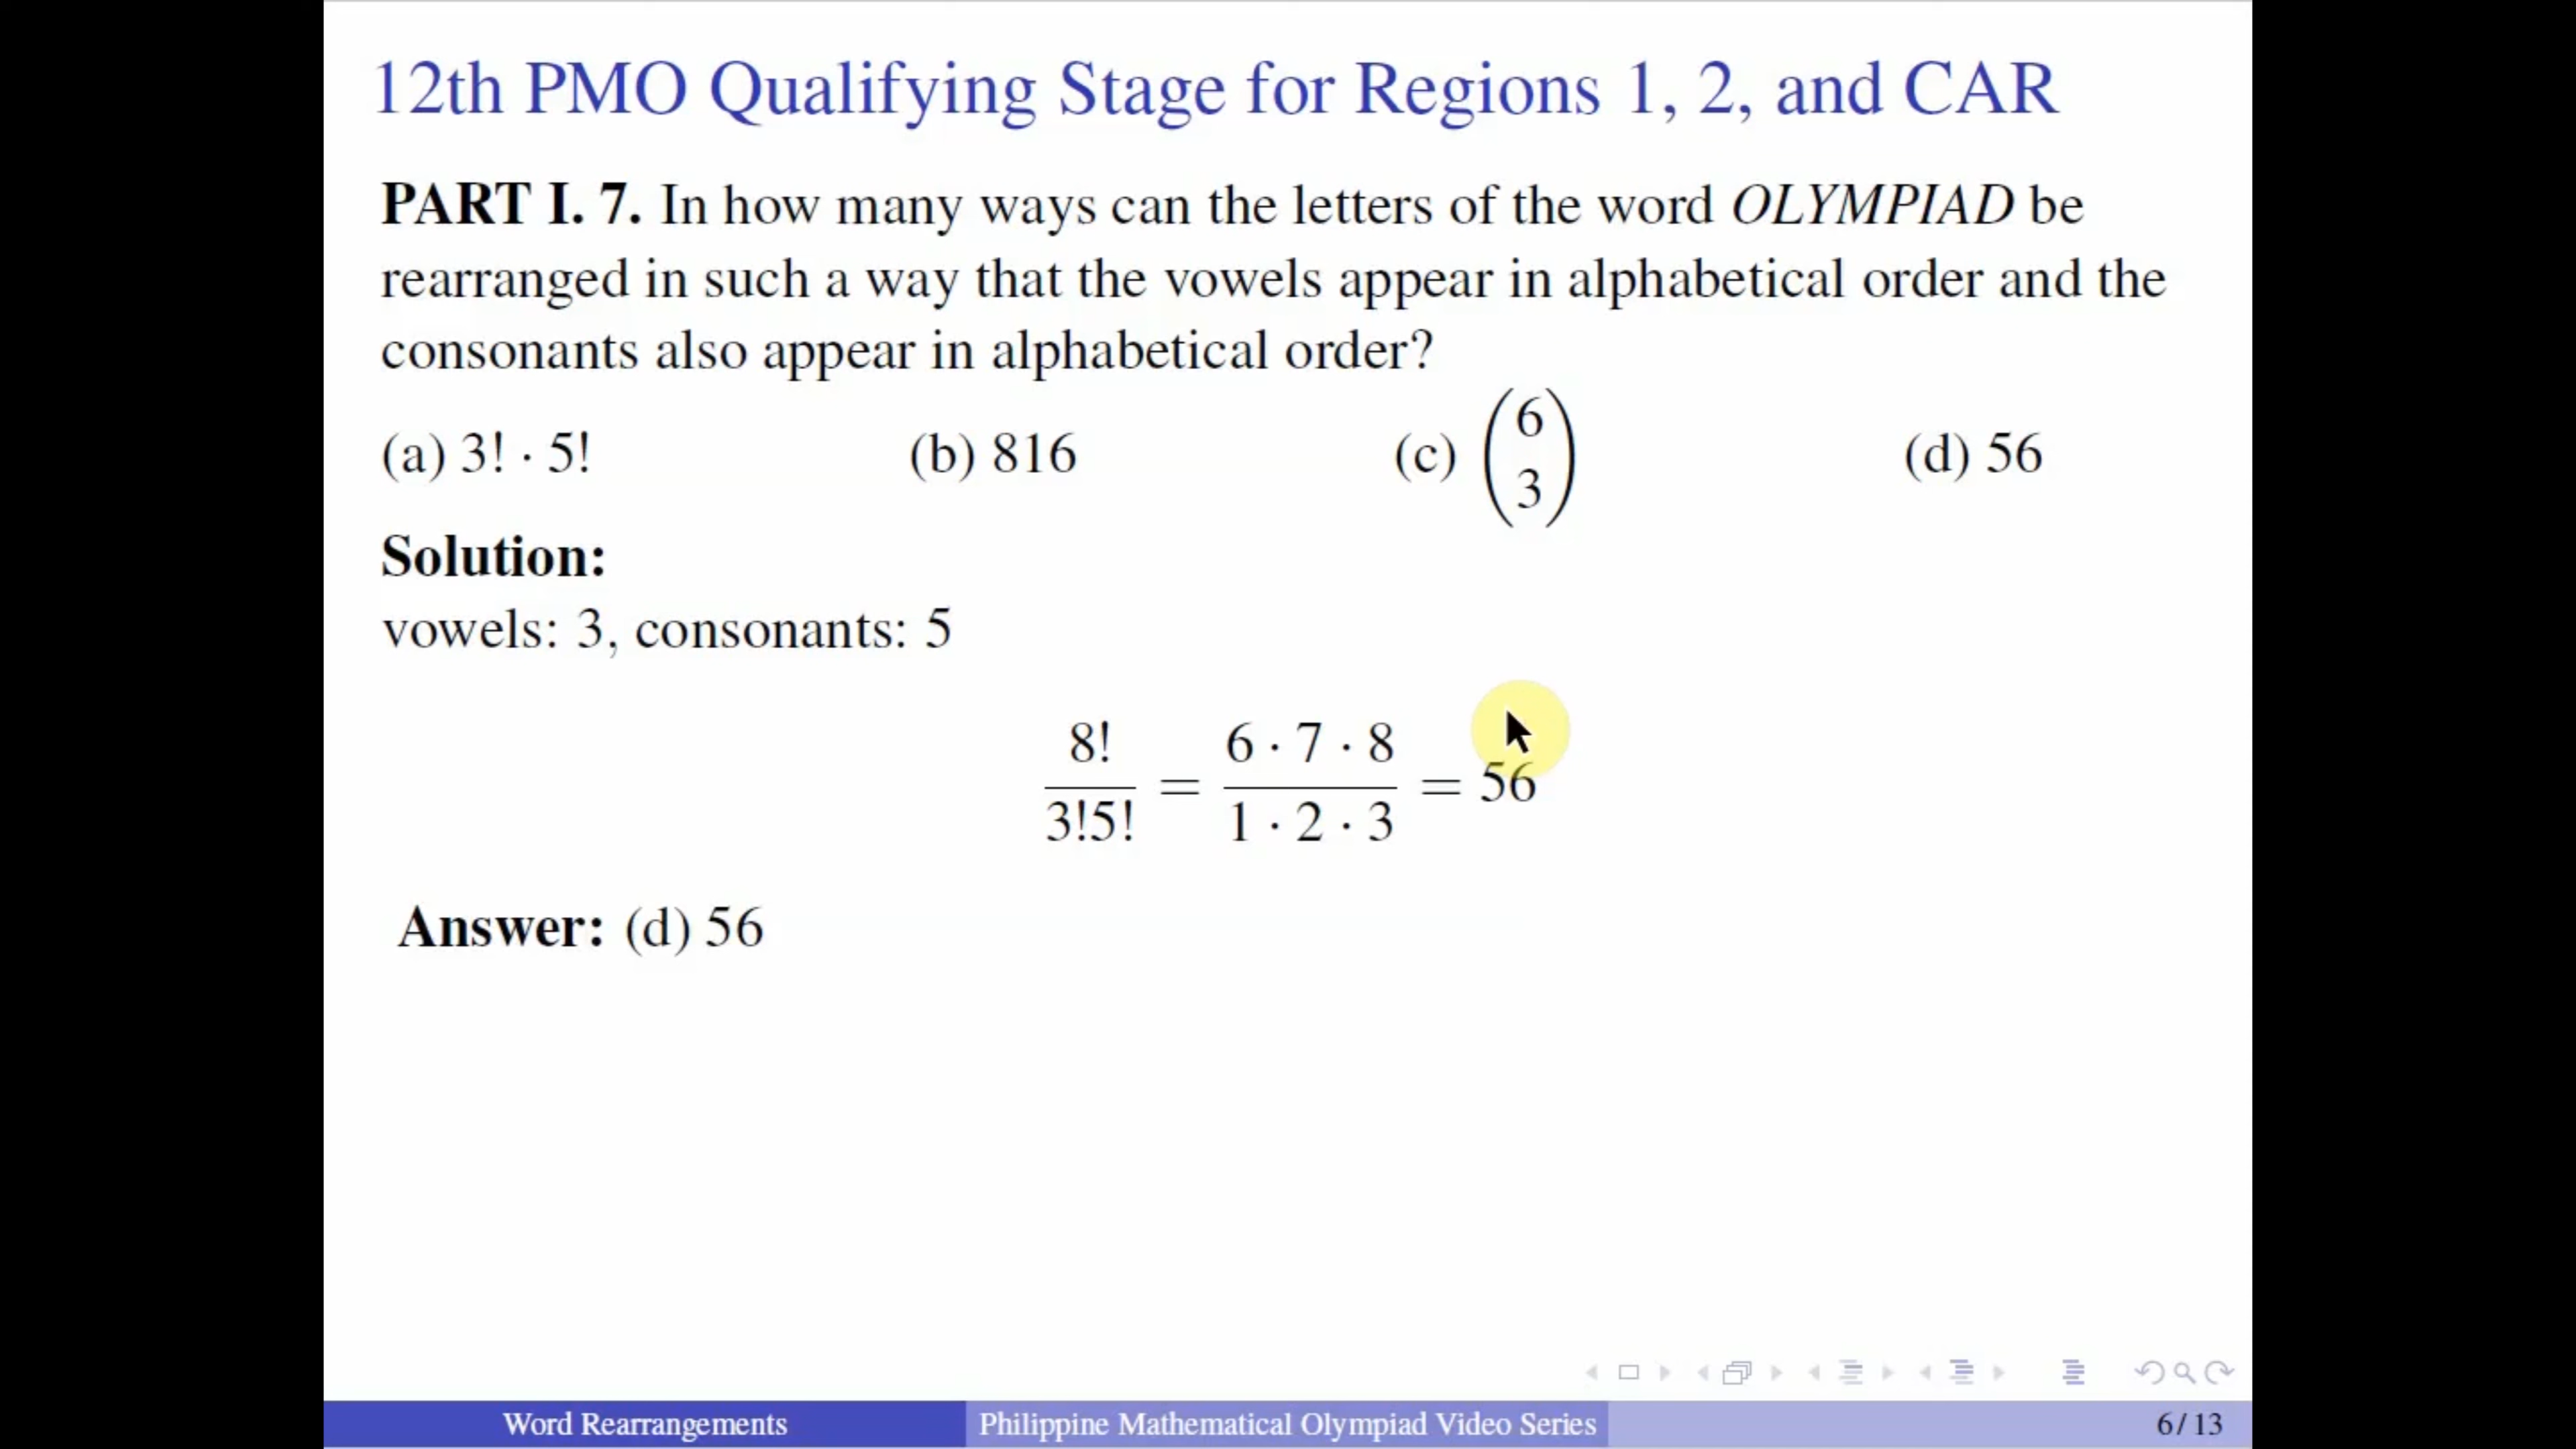 12th PMO Qualifying Stage for Regions 1, 2, and CAR
PART I. 7. In how many ways can the letters of the word OLYMPIAD be
rearranged in such a way that the vowels appear in alphabetical order and the
consonants also appear in alphabetical order?
(a) 3! · 5! (b) 816 (c) (6 3) (d) 56
Solution:
vowels: 3, consonants: 5
8!/3!5! = 6 · 7 · 8/1 · 2 · 3 = 56
Answer: (d) 56
Word Rearrangements Philippine Mathematical Olympiad Video Series 6 / 13